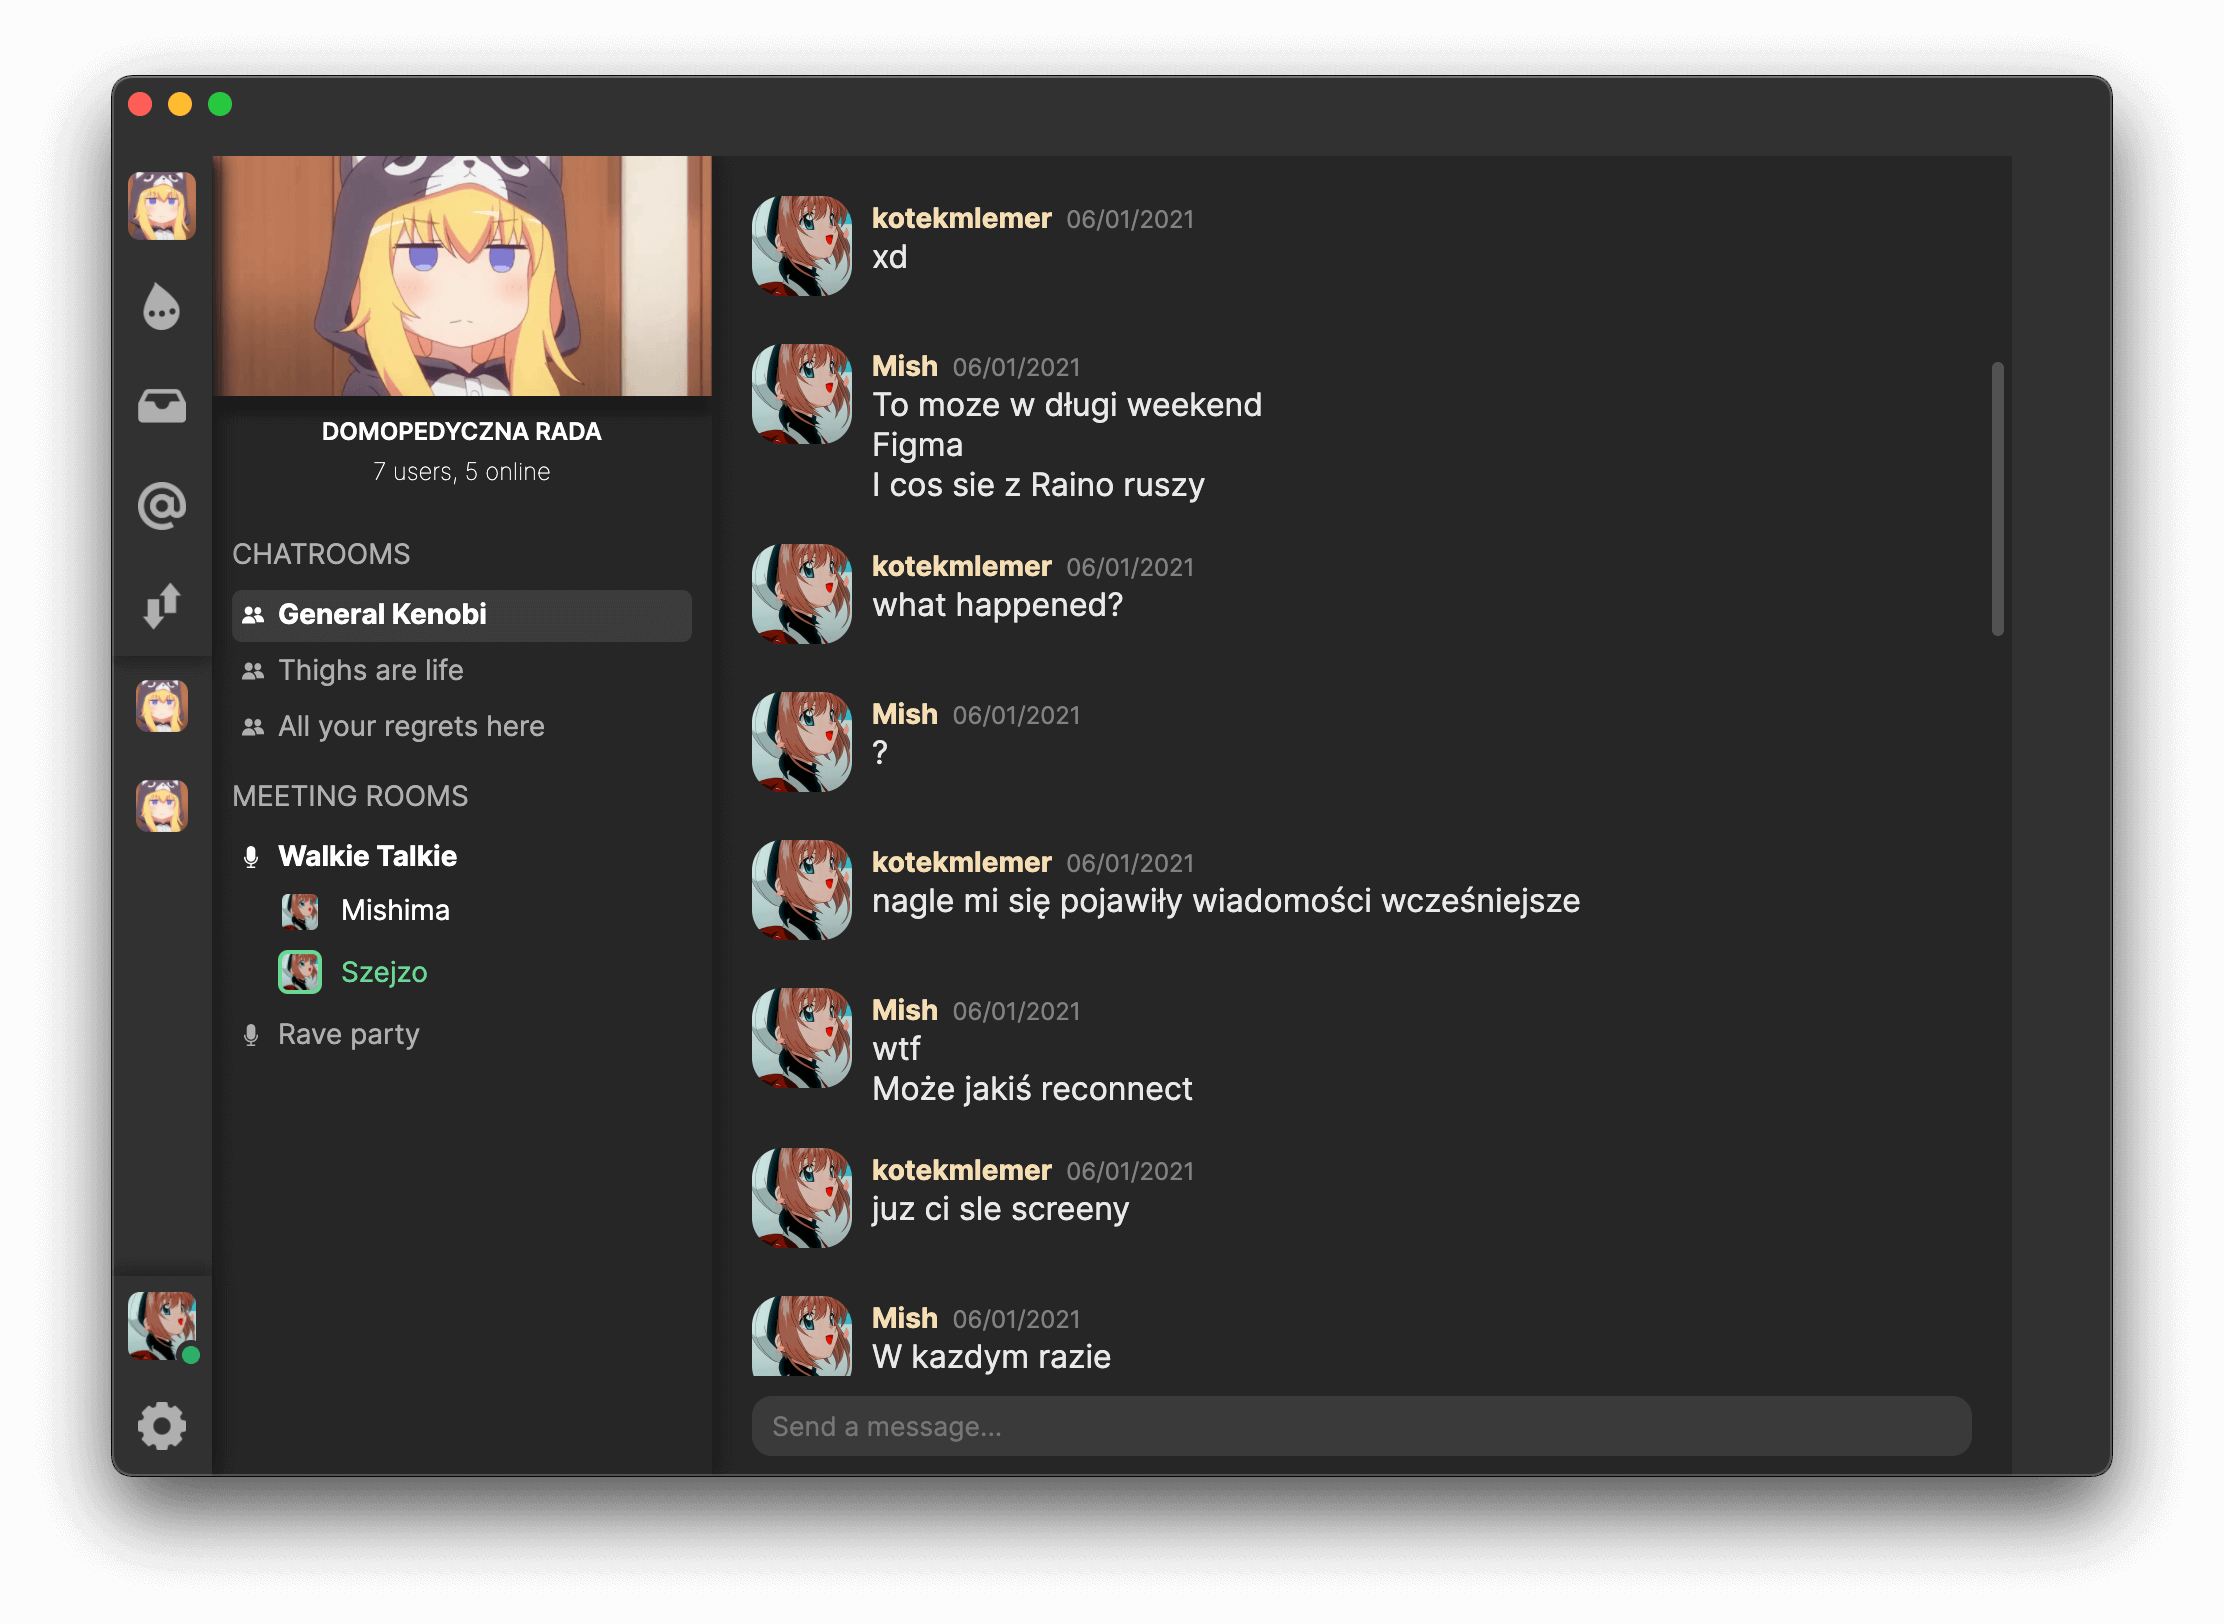 DOMOPEDYCZNA RADA
7 users, 5 online
CHATROOMS
General Kenobi
Thighs are life
All your regrets here
MEETING ROOMS
Walkie Talkie
Mishima
Szejzo
Rave party
kotekmlemer 06/01/2021
xd
Mish 06/01/2021
To moze w długi weekend
Figma
I cos sie z Raino ruszy
kotekmlemer 06/01/2021
what happened?
Mish 06/01/2021
?
kotekmlemer 06/01/2021
nagle mi się pojawiły wiadomości wcześniejsze
Mish 06/01/2021
wtf
Może jakiś reconnect
kotekmlemer 06/01/2021
juz ci sle screeny
Mish 06/01/2021
W kazdym razie
Send a message...